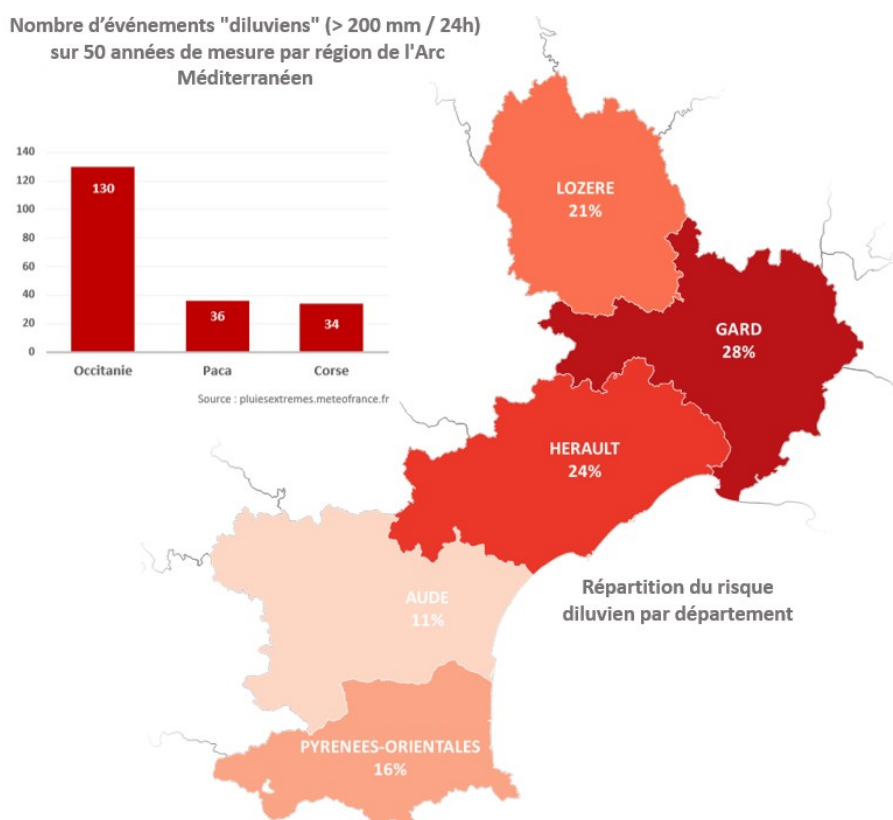 Nombre d’événements "diluviens" (> 200 mm / 24h)
sur 50 années de mesure par région de l'Arc
Méditerranéen
140
120
100
80
60
40
20
0
130
36
34
Occitanie
Paca
Corse
Source : pluiesextremes.meteofrance.fr
LOZERE
21%
GARD
28%
HERAULT
24%
Répartition du risque
diluvien par département
AUDE
11%
PYRENEES-ORIENTALES
16%